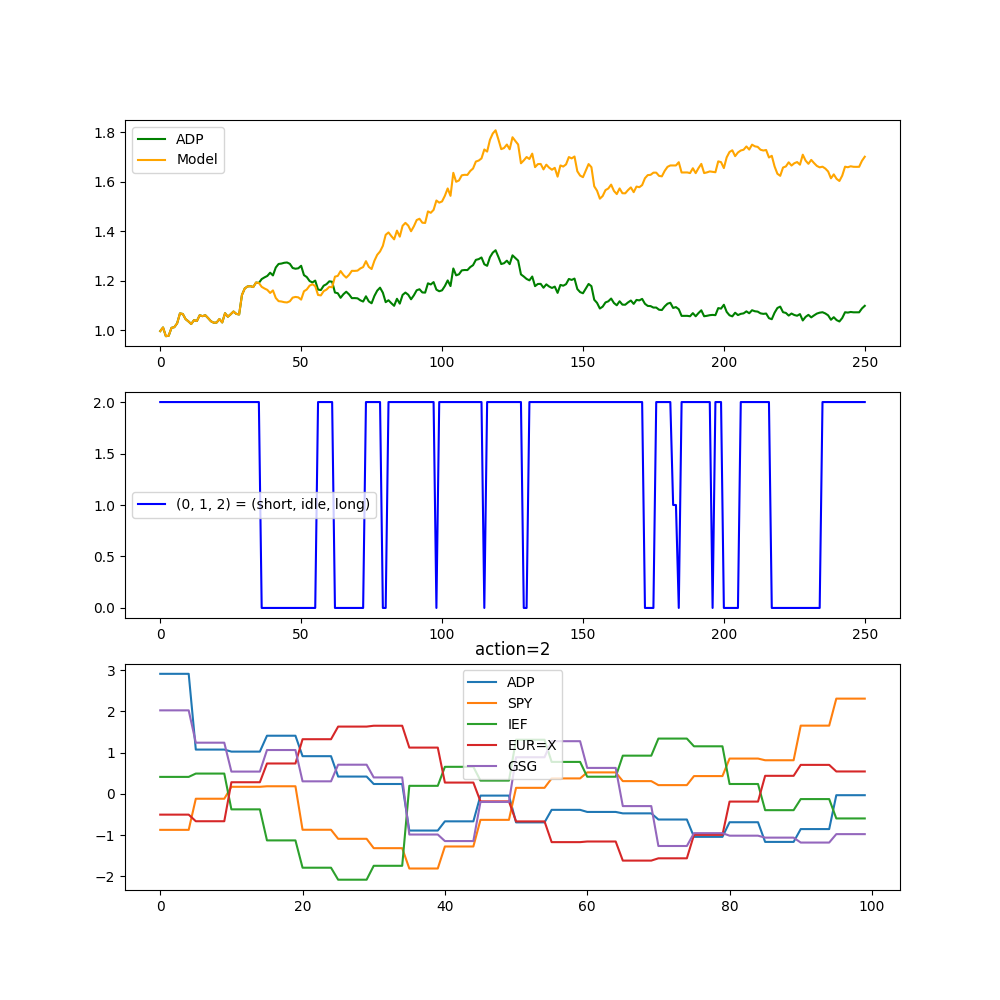 ADP
Model
1.8
1.6
1.4
1.2
1.0
0 50 100 150 200 250
2.0
1.5
1.0
0.5
0.0
(0, 1, 2) = (short, idle, long)
0 50 100 150 200 250
action=2
3
2
1
0
−1
−2
ADP
SPY
IEF
EUR=X
GSG
0 20 40 60 80 100